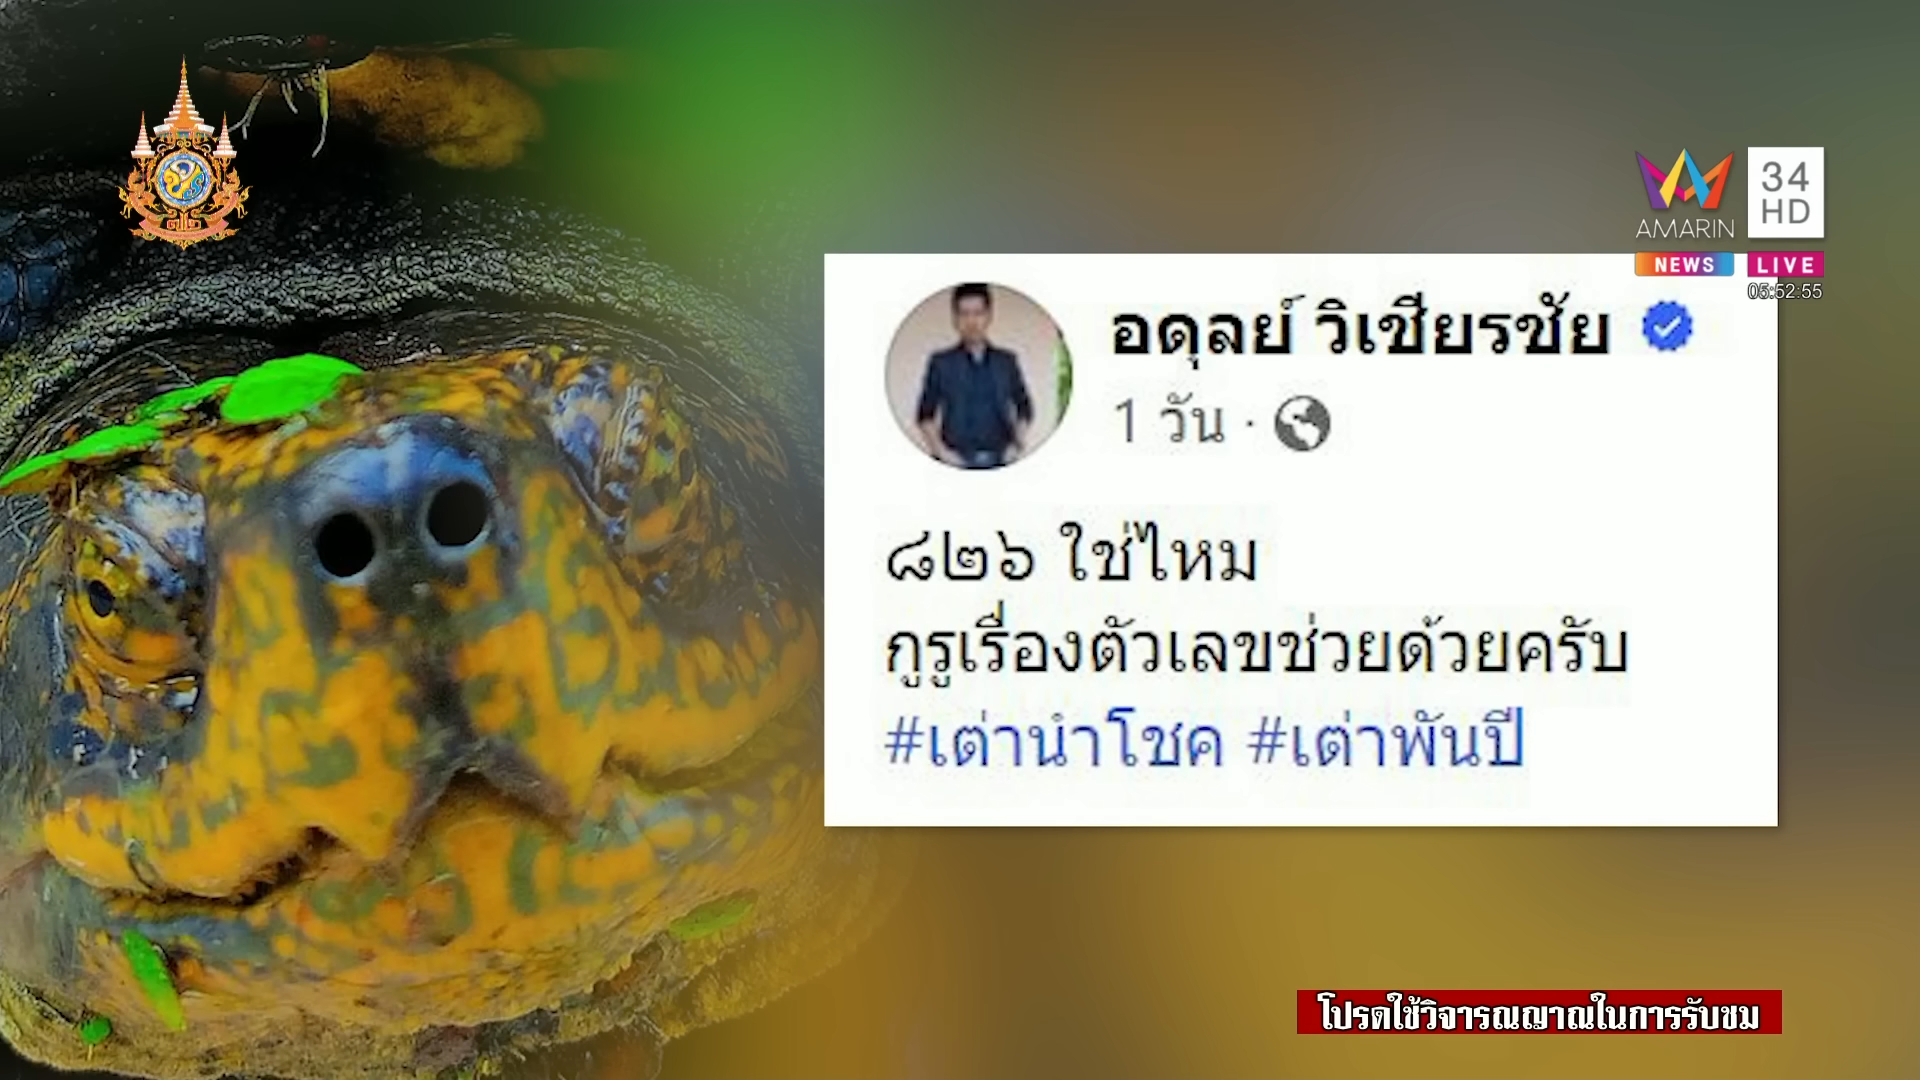 AMARIN
34
HD
NEWS
LIVE
05:52:55
อดุลย์ วิเชียรชัย
1 วัน ·
๘๒๖ ใช่ไหม
กูรูเรื่องตัวเลขช่วยด้วยครับ
#เต่านำโชค #เต่าพันปี
โปรดใช้วิจารณญาณในการรับชม